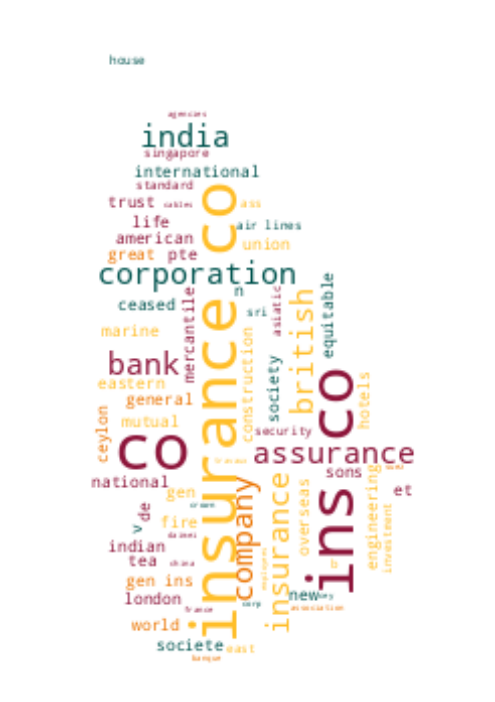 house
agencies
india
singapore
international
standard
trust
cables
ass
life
air lines
american
union
great
pte
corporation
n
insurance co
ceased
mercantile
asiatic
sri
equitable
british
marine
construction
bank
society
hotels
ins co
eastern
general
ceylon
mutual
co
security
assurance
sons
national
company
insurance
overseas
engineering
et
gen
crown
investment
de
v
fire
indian
tea
china
gen ins
london
new
corp
association
france
world
societe
east
banque